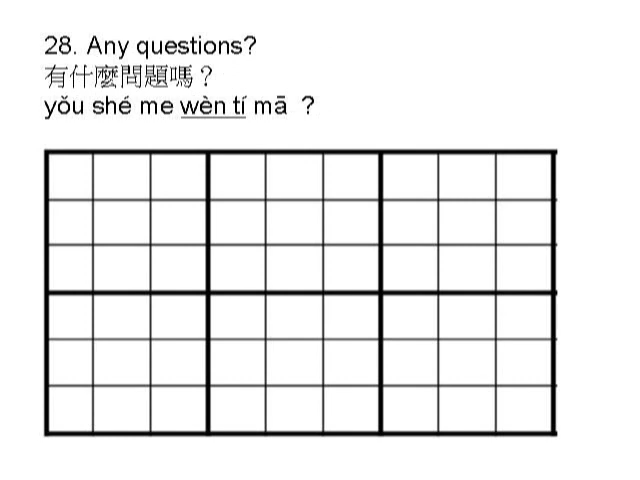 28. Any questions?
有什麼問題嗎？
yǒu shé me wèn tí mā ?